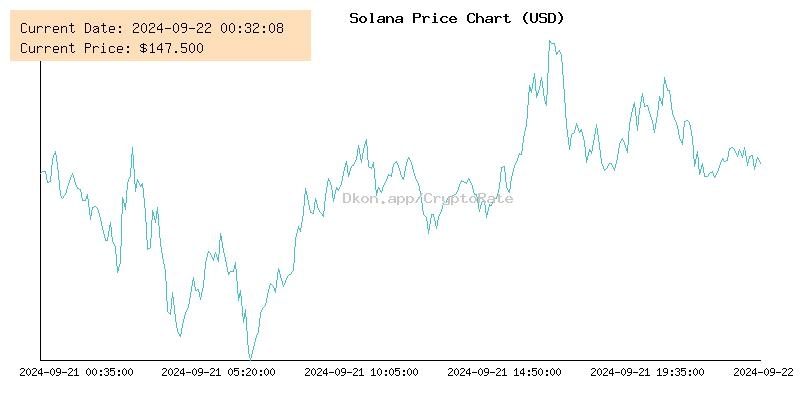 Solana Price Chart (USD)
Current Date: 2024-09-22 00:32:08
Current Price: $147.500
Dkon.app/CryptoRate
2024-09-21 00:35:00 2024-09-21 05:20:00 2024-09-21 10:05:00 2024-09-21 14:50:00 2024-09-21 19:35:00 2024-09-22